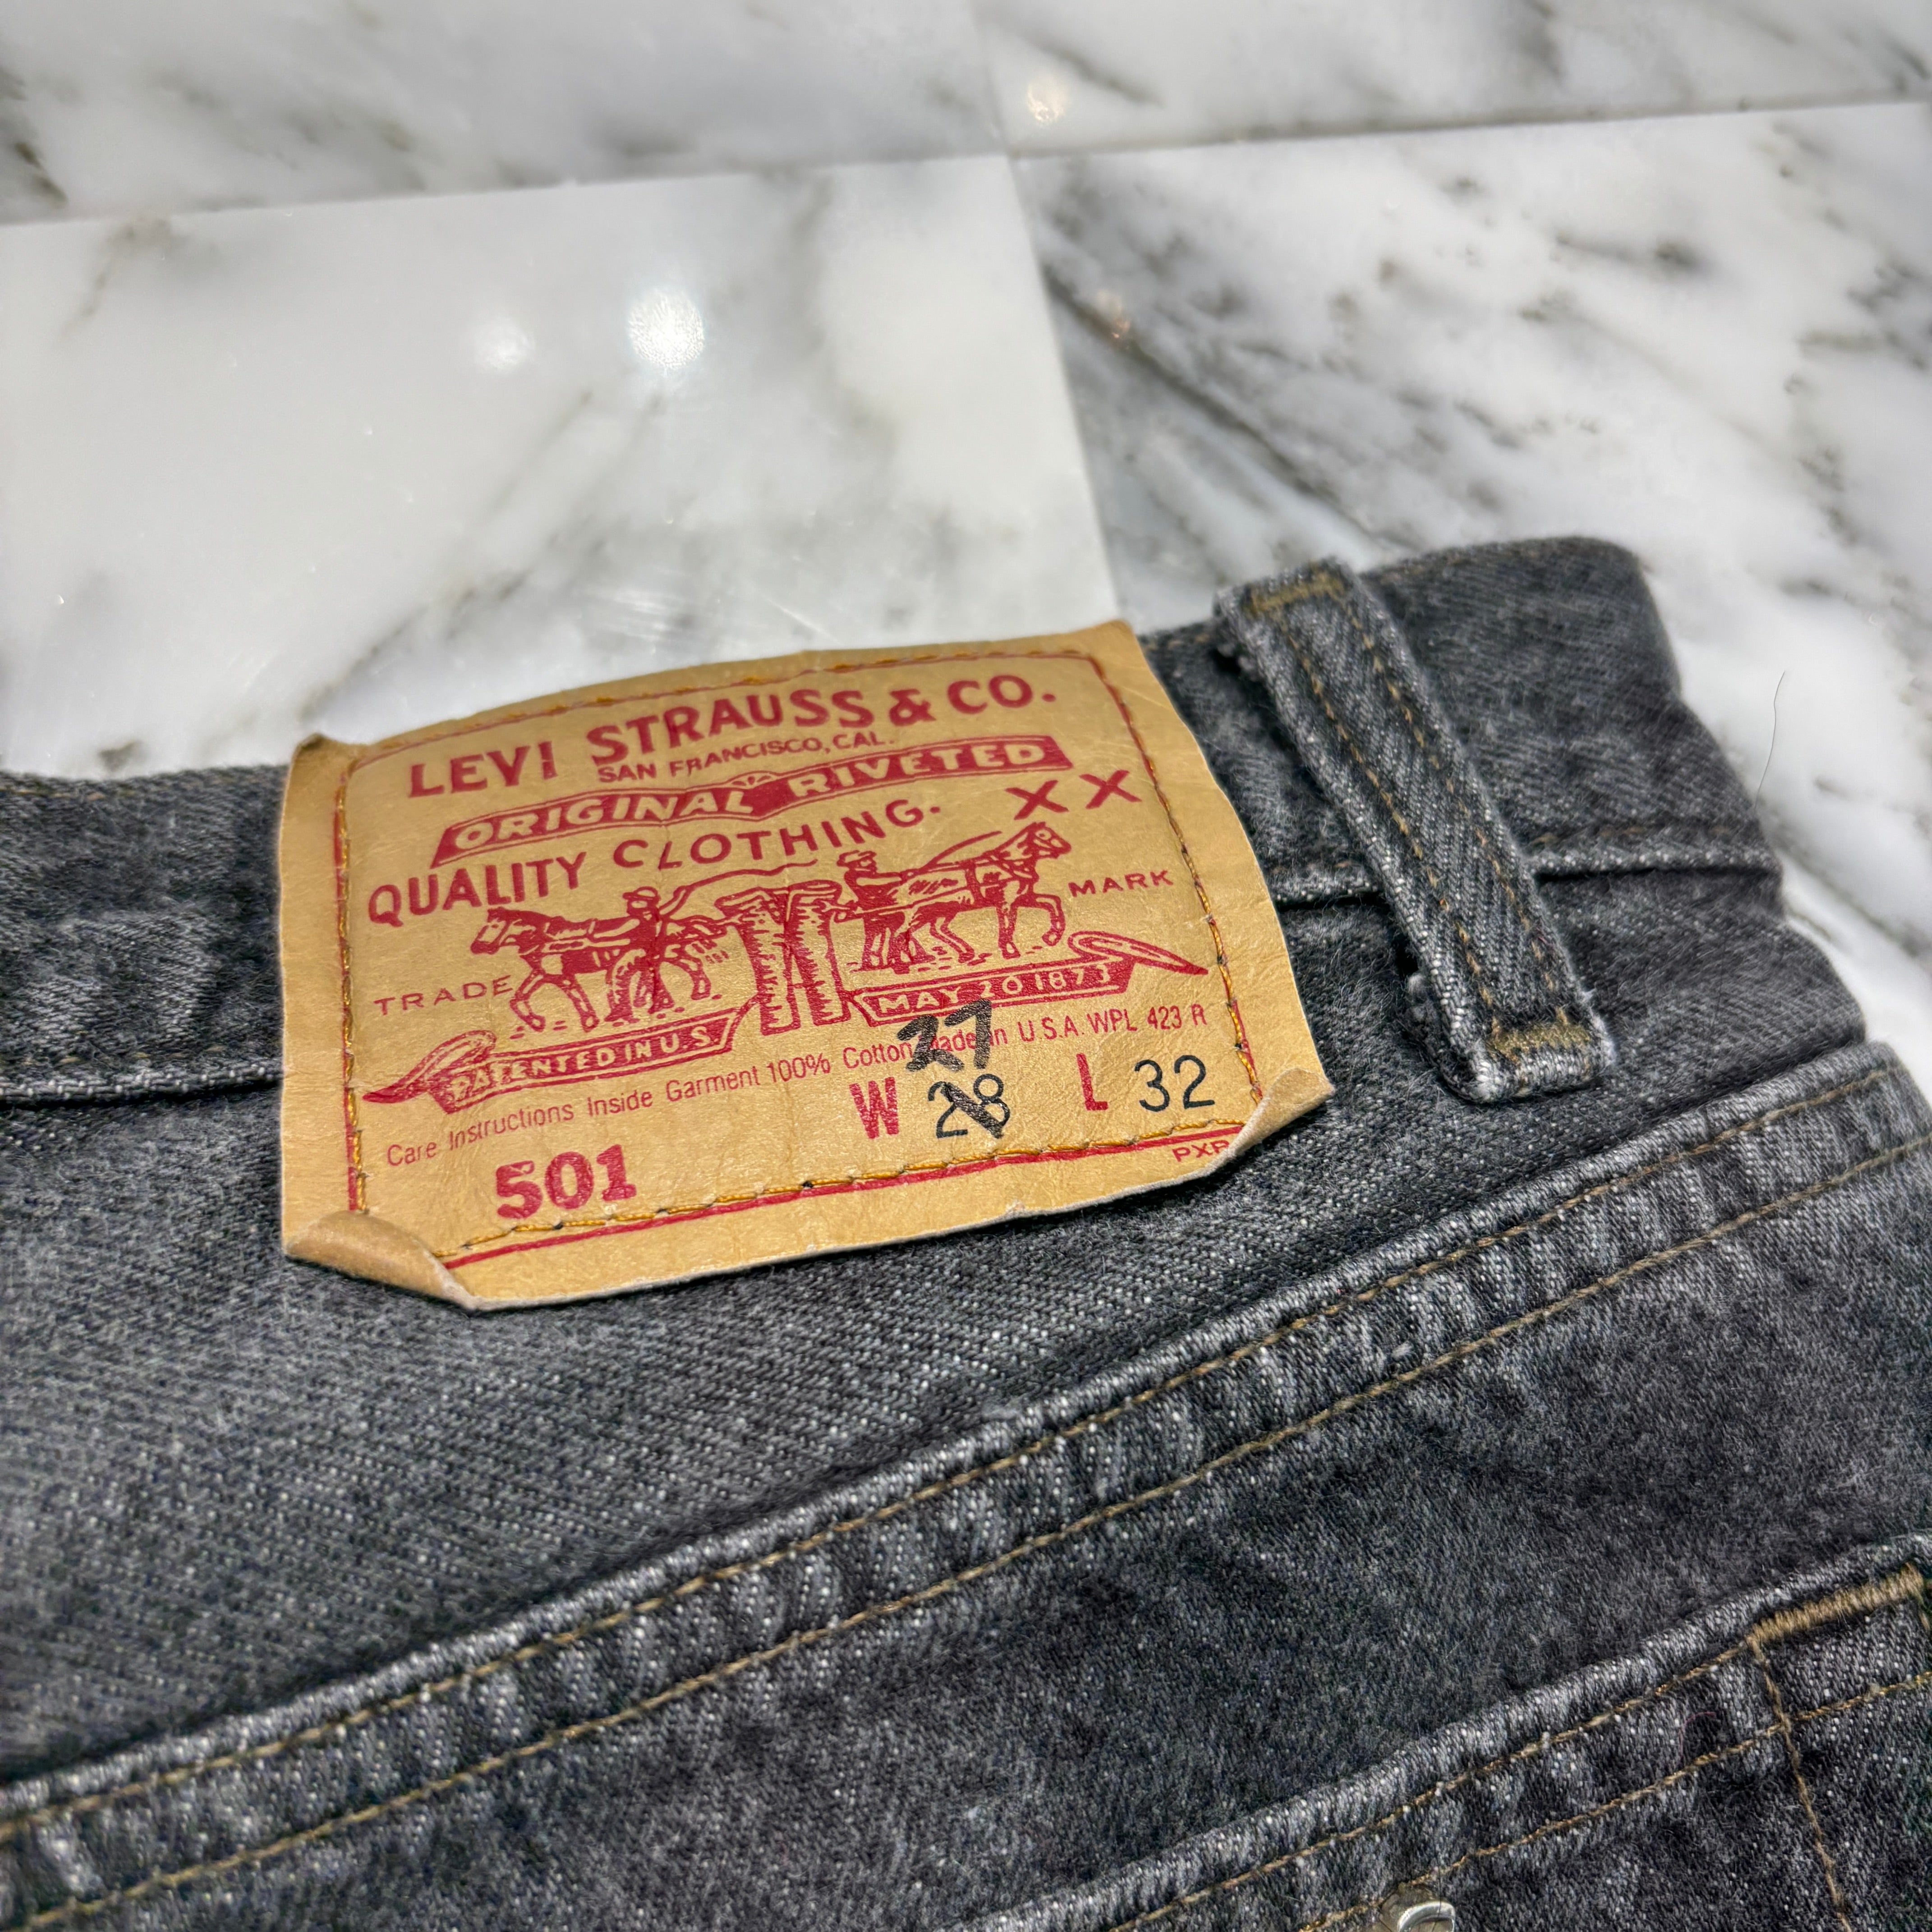 LEVI STRAUSS & CO.
SAN FRANCISCO, CAL.
ORIGINAL RIVETED
QUALITY CLOTHING. XX
TRADE MARK
PATENTED IN U.S. MAY 20 1873
27
Care Instructions Inside Garment 100% Cotton Made in U.S.A. WPL 423 R
W 28 L 32
501
PXR